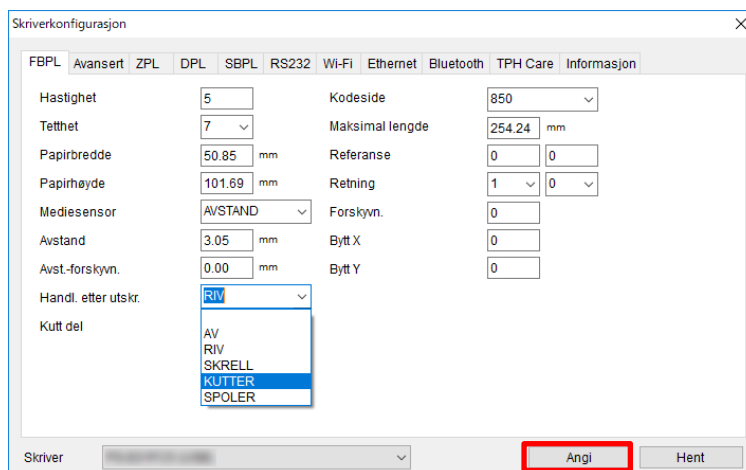 Skriverkonfigurasjon
FBPL Avansert ZPL DPL SBPL RS232 Wi-Fi Ethernet Bluetooth TPH Care Informasjon
Hastighet 5 Kodeside 850
Tetthet 7 Maksimal lengde 254.24 mm
Papirbredde 50.85 mm Referanse 0 0
Papirhøyde 101.69 mm Retning 1 0
Mediesensor AVSTAND Forskyvn. 0
Avstand 3.05 mm Bytt X 0
Avst.-forskyvn. 0.00 mm Bytt Y 0
Handl. etter utskr. RIV
Kutt del
AV
RIV
SKRELL
KUTTER
SPOLER
Skriver Angi Hent